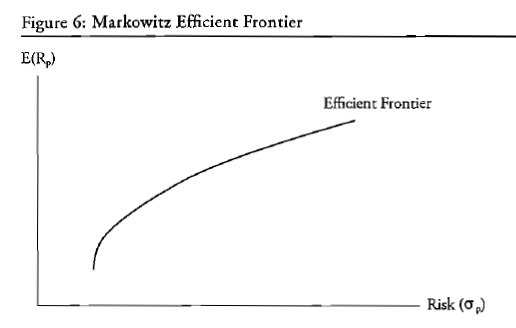 Figure 6: Markowitz Efficient Frontier
E(Rp)
Efficient Frontier
Risk (σp)